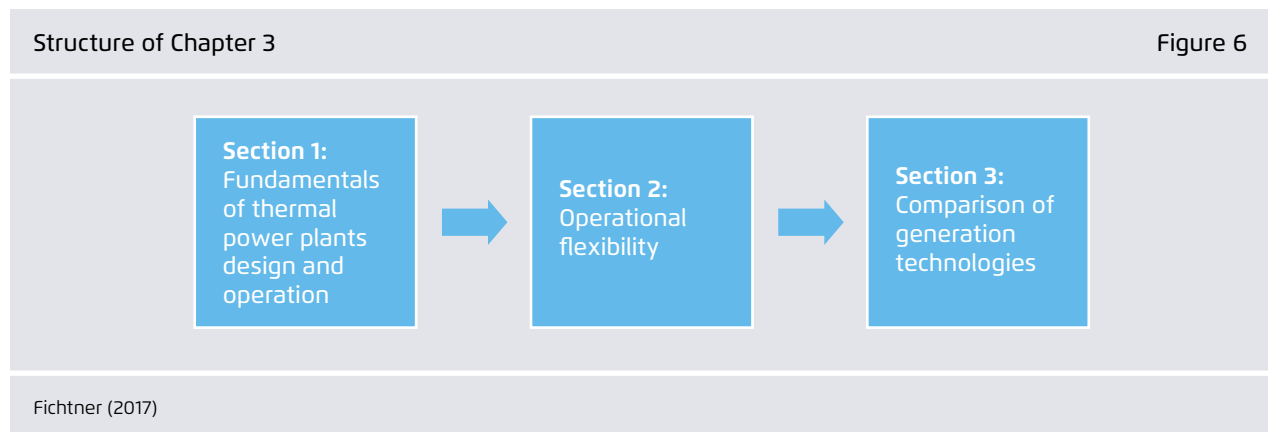 Structure of Chapter 3
Figure 6
Section 1:
Fundamentals
of thermal
power plants
design and
operation
Section 2:
Operational
flexibility
Section 3:
Comparison of
generation
technologies
Fichtner (2017)